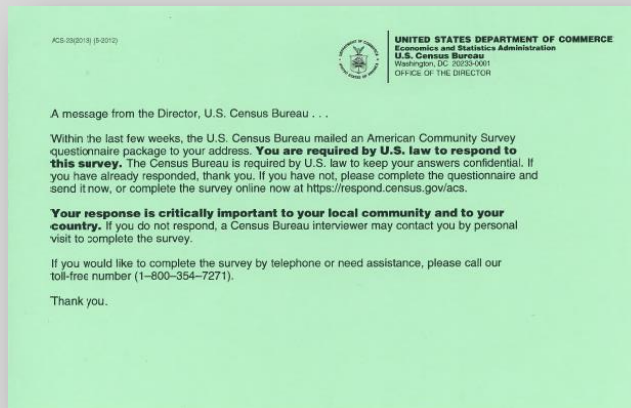 ACS-29(2013) (5-2012)
UNITED STATES DEPARTMENT OF COMMERCE
Economics and Statistics Administration
U.S. Census Bureau
Washington, DC 20233-0001
OFFICE OF THE DIRECTOR
A message from the Director, U.S. Census Bureau . . .
Within the last few weeks, the U.S. Census Bureau mailed an American Community Survey
questionnaire package to your address. You are required by U.S. law to respond to
this survey. The Census Bureau is required by U.S. law to keep your answers confidential. If
you have already responded, thank you. If you have not, please complete the questionnaire and
send it now, or complete the survey online now at https://respond.census.gov/acs.
Your response is critically important to your local community and to your
country. If you do not respond, a Census Bureau interviewer may contact you by personal
visit to complete the survey.
If you would like to complete the survey by telephone or need assistance, please call our
toll-free number (1–800–354–7271).
Thank you.